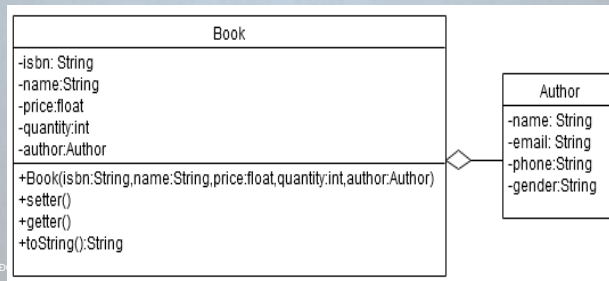 Book
-isbn: String
-name:String
-price:float
-quantity:int
-author:Author
+Book(isbn:String,name:String,price:float,quantity:int,author:Author)
+setter()
+getter()
+toString():String
Author
-name: String
-email: String
-phone:String
-gender:String